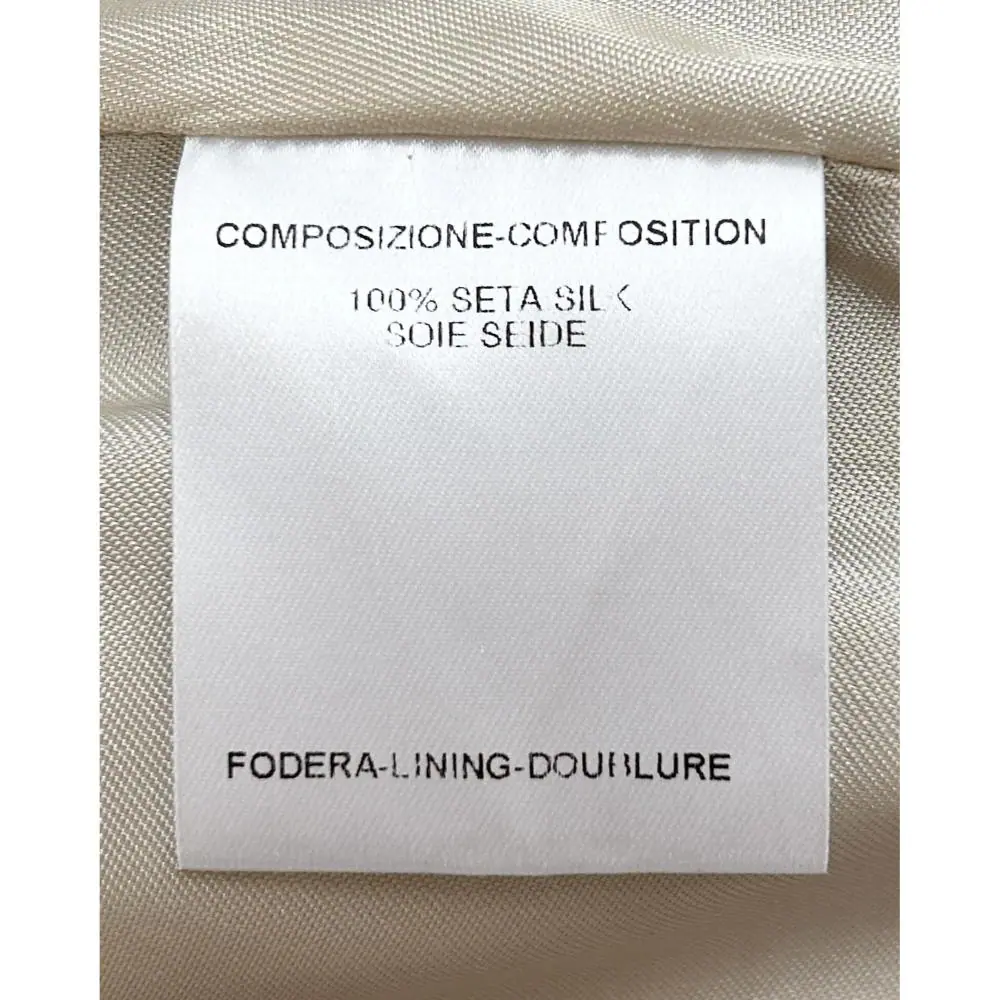 COMPOSIZIONE-COMPOSITION
100% SETA SILK
SOIE SEIDE
FODERA-LINING-DOUBLURE